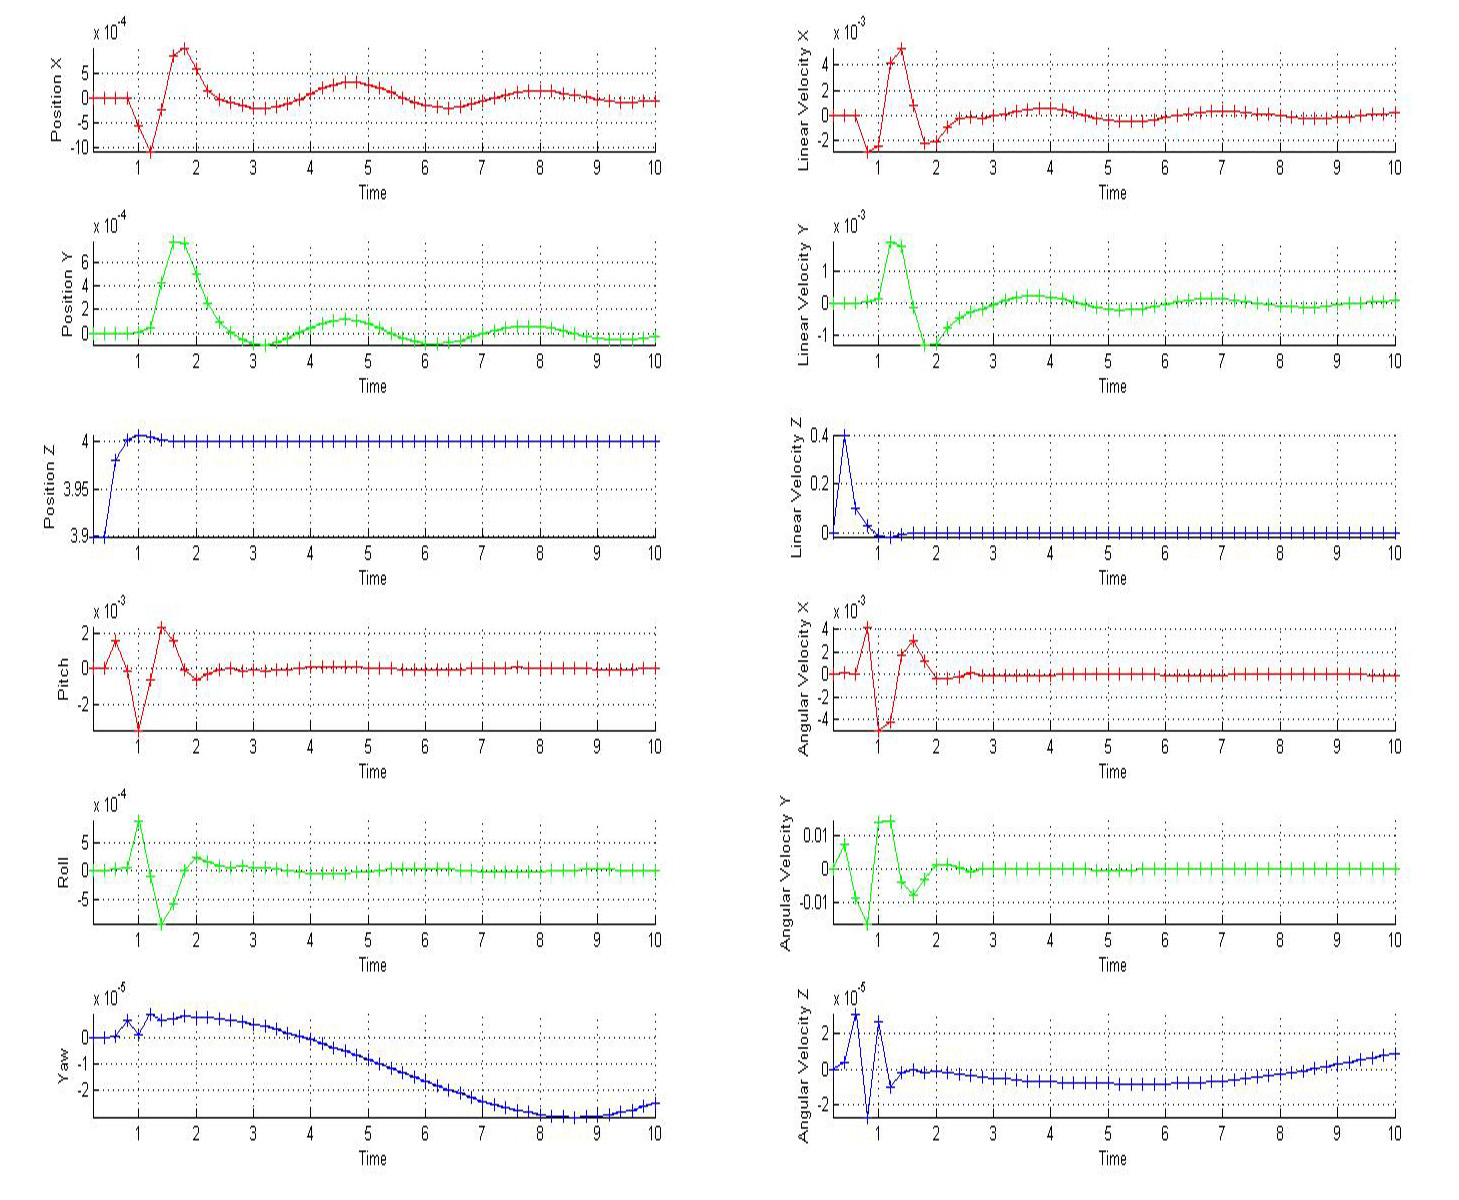 x 10-4
5
0
-5
-10
Position X
1 2 3 4 5 6 7 8 9 10
Time
x 10-3
4
2
0
-2
Linear Velocity X
1 2 3 4 5 6 7 8 9 10
Time
x 10-4
6
4
2
0
Position Y
1 2 3 4 5 6 7 8 9 10
Time
x 10-3
1
0
-1
Linear Velocity Y
1 2 3 4 5 6 7 8 9 10
Time
4
3.95
3.9
Position Z
1 2 3 4 5 6 7 8 9 10
Time
0.4
0.2
0
Linear Velocity Z
1 2 3 4 5 6 7 8 9 10
Time
x 10-3
2
0
-2
Pitch
1 2 3 4 5 6 7 8 9 10
Time
x 10-3
4
2
0
-2
-4
Angular Velocity X
1 2 3 4 5 6 7 8 9 10
Time
x 10-4
5
0
-5
Roll
1 2 3 4 5 6 7 8 9 10
Time
0.01
0
-0.01
Angular Velocity Y
1 2 3 4 5 6 7 8 9 10
Time
x 10-5
0
-1
-2
Yaw
1 2 3 4 5 6 7 8 9 10
Time
x 10-5
2
0
-2
Angular Velocity Z
1 2 3 4 5 6 7 8 9 10
Time